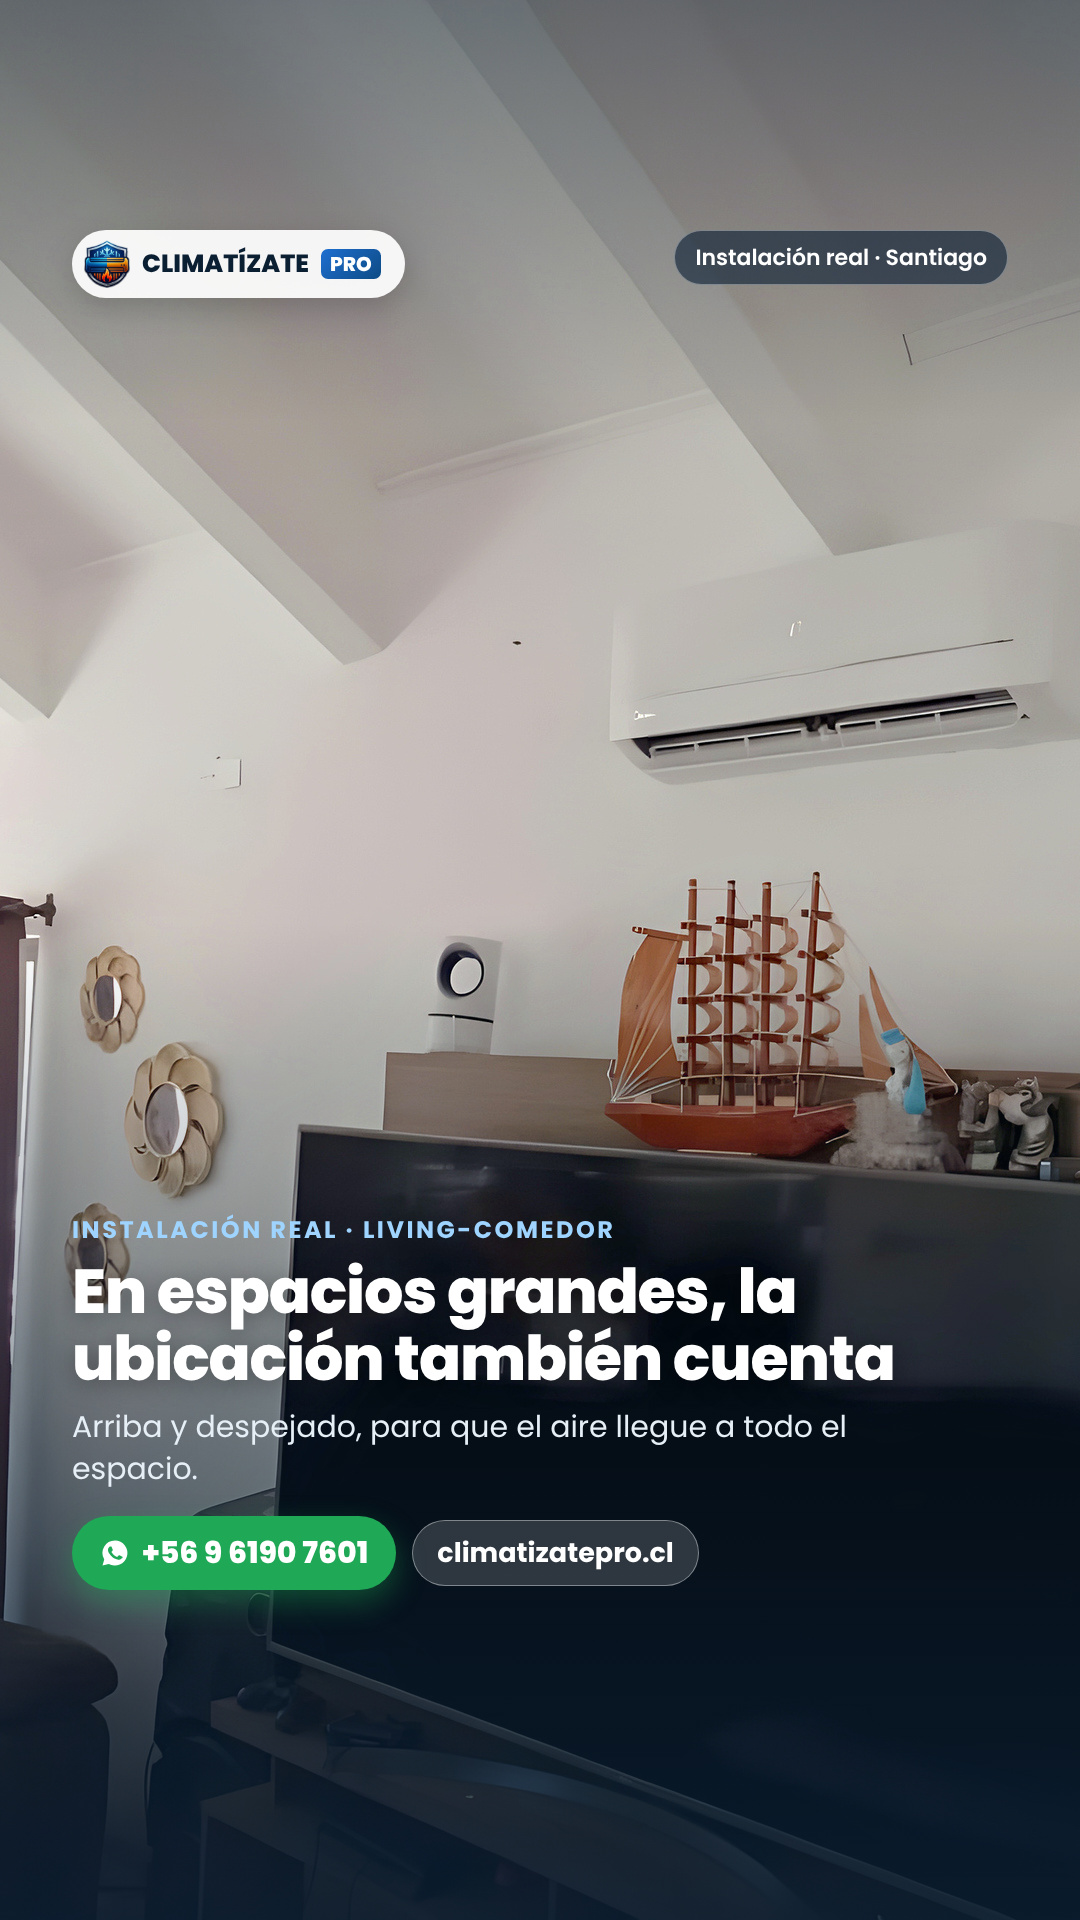 CLIMATÍZATE PRO
Instalación real · Santiago
INSTALACIÓN REAL · LIVING-COMEDOR
En espacios grandes, la
ubicación también cuenta
Arriba y despejado, para que el aire llegue a todo el
espacio.
+56 9 6190 7601
climatizatepro.cl